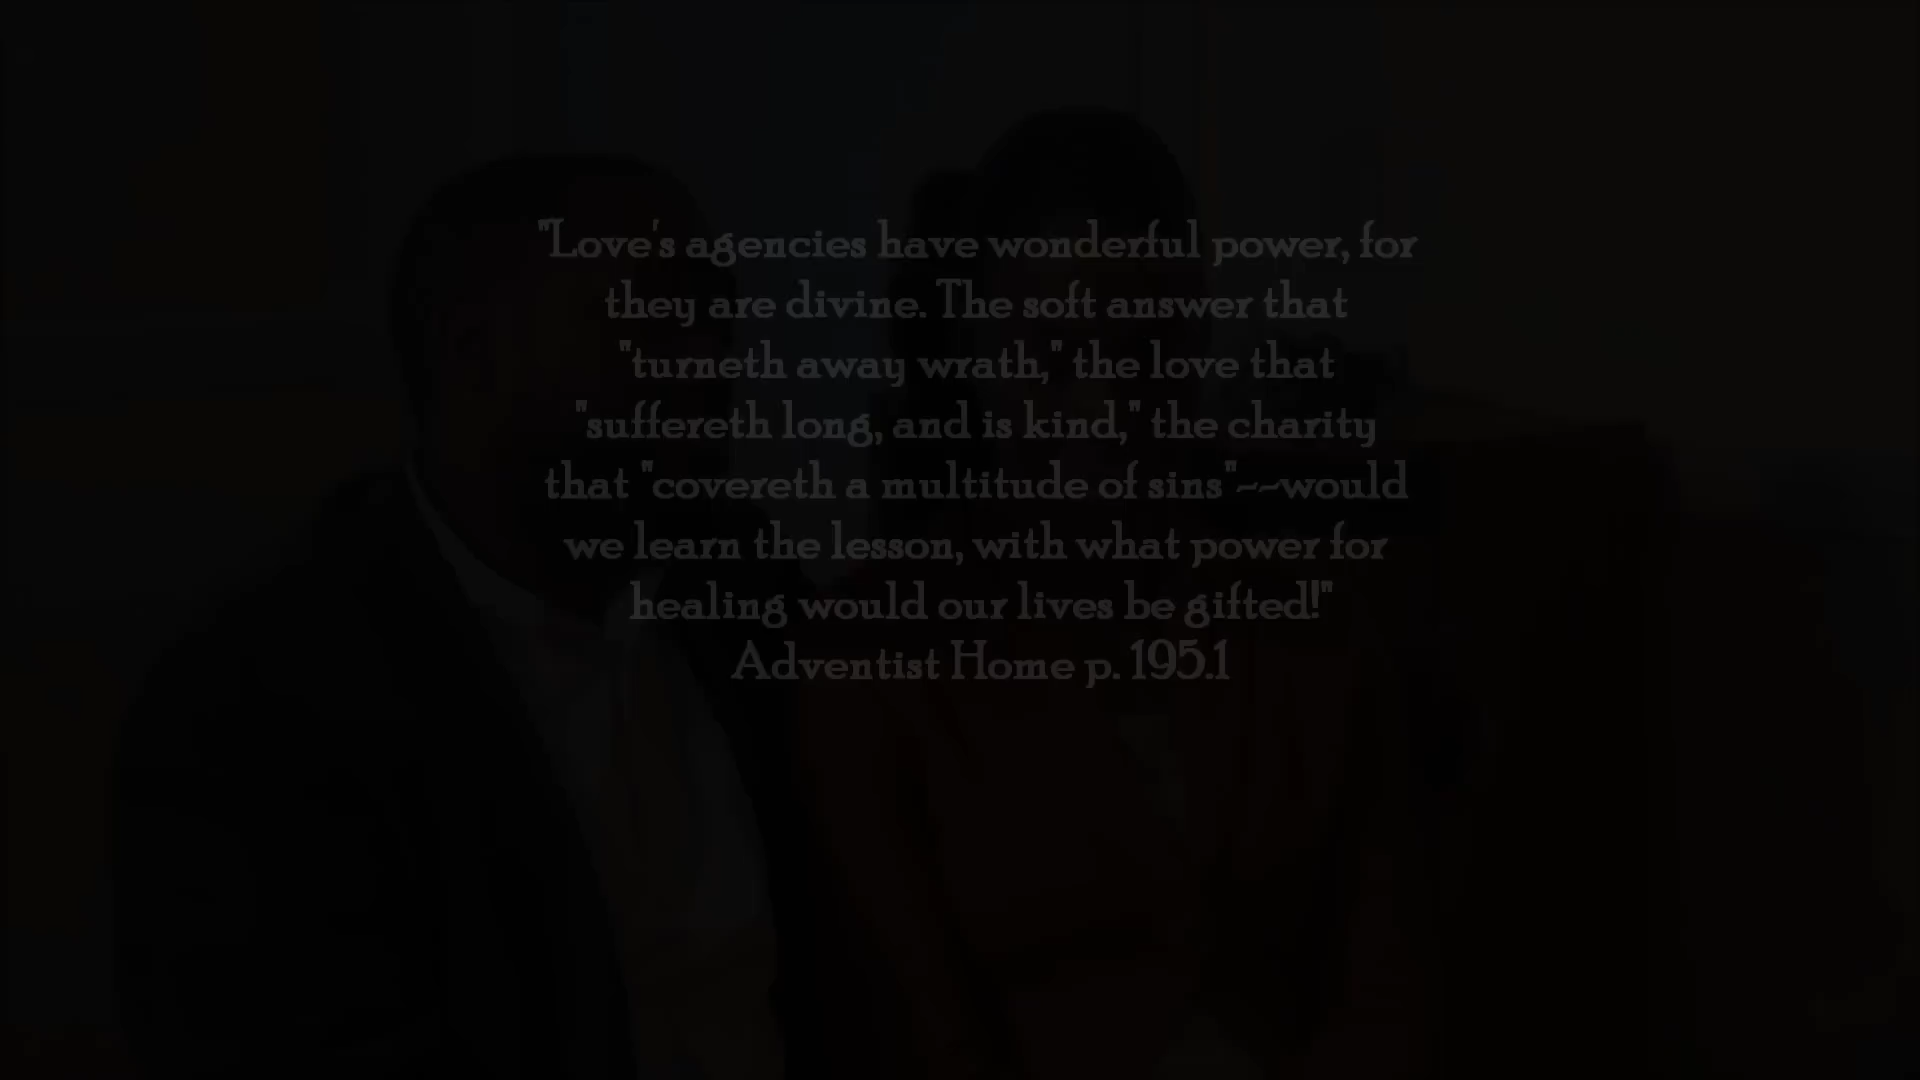 "Love's agencies have wonderful power, for
they are divine. The soft answer that
"turneth away wrath," the love that
"suffereth long, and is kind," the charity
that "covereth a multitude of sins"--would
we learn the lesson, with what power for
healing would our lives be gifted!"
Adventist Home p. 195.1